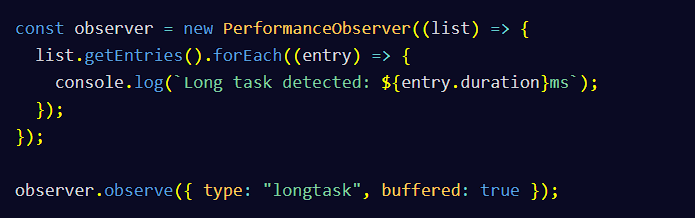 const observer = new PerformanceObserver((list) => {
  list.getEntries().forEach((entry) => {
    console.log(`Long task detected: ${entry.duration}ms`);
  });
});

observer.observe({ type: "longtask", buffered: true });